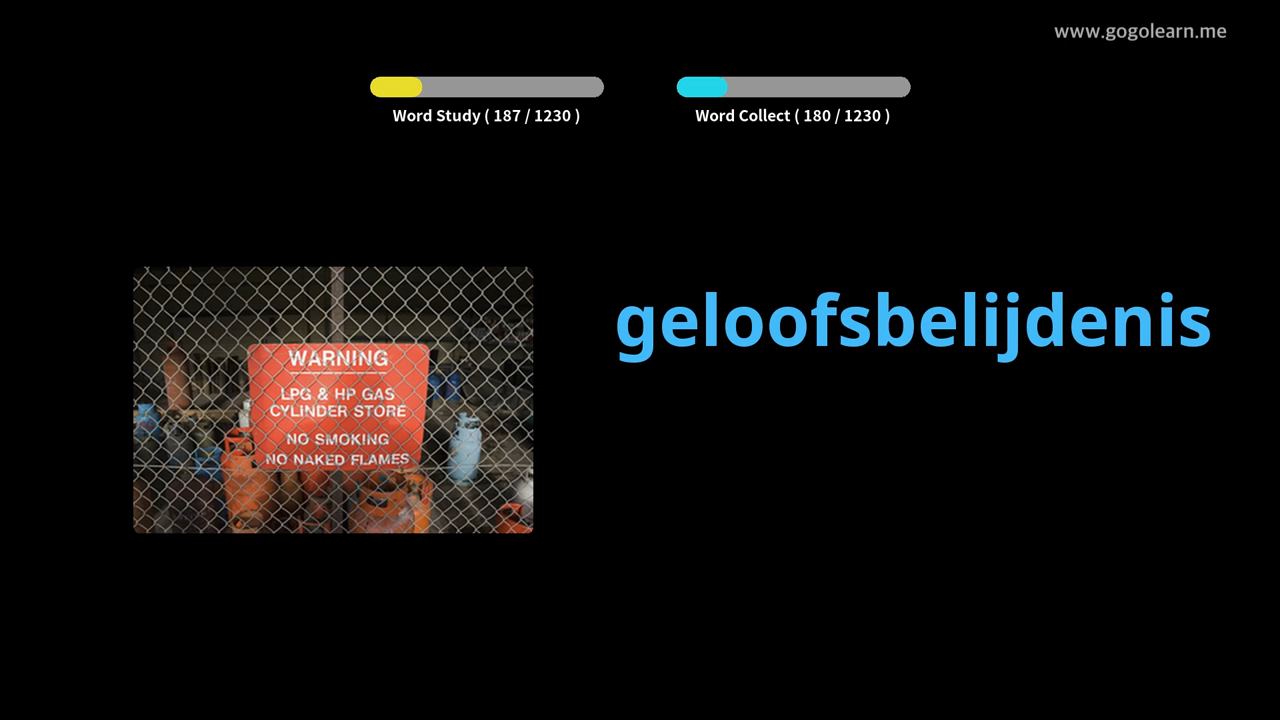 www.gogolearn.me
Word Study ( 187 / 1230 )
Word Collect ( 180 / 1230 )
WARNING
LPG & HP GAS
CYLINDER STORE
NO SMOKING
NO NAKED FLAMES
geloofsbelijdenis